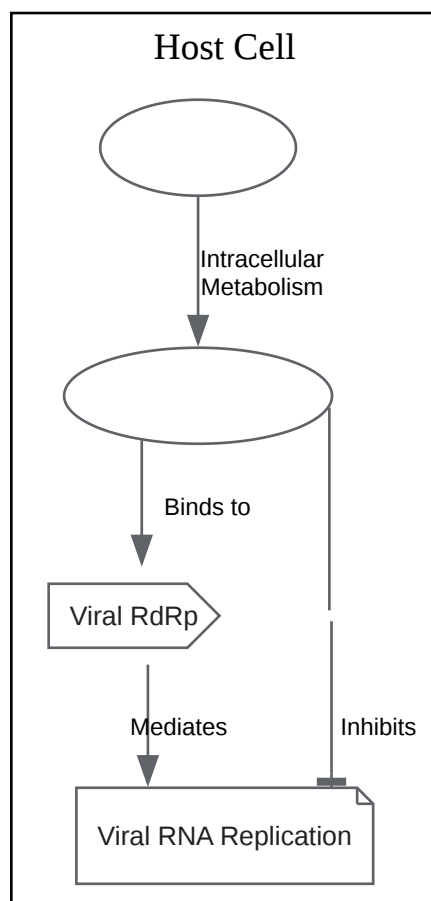 Host Cell
Intracellular
Metabolism
Binds to
Viral RdRp
Mediates
Inhibits
Viral RNA Replication